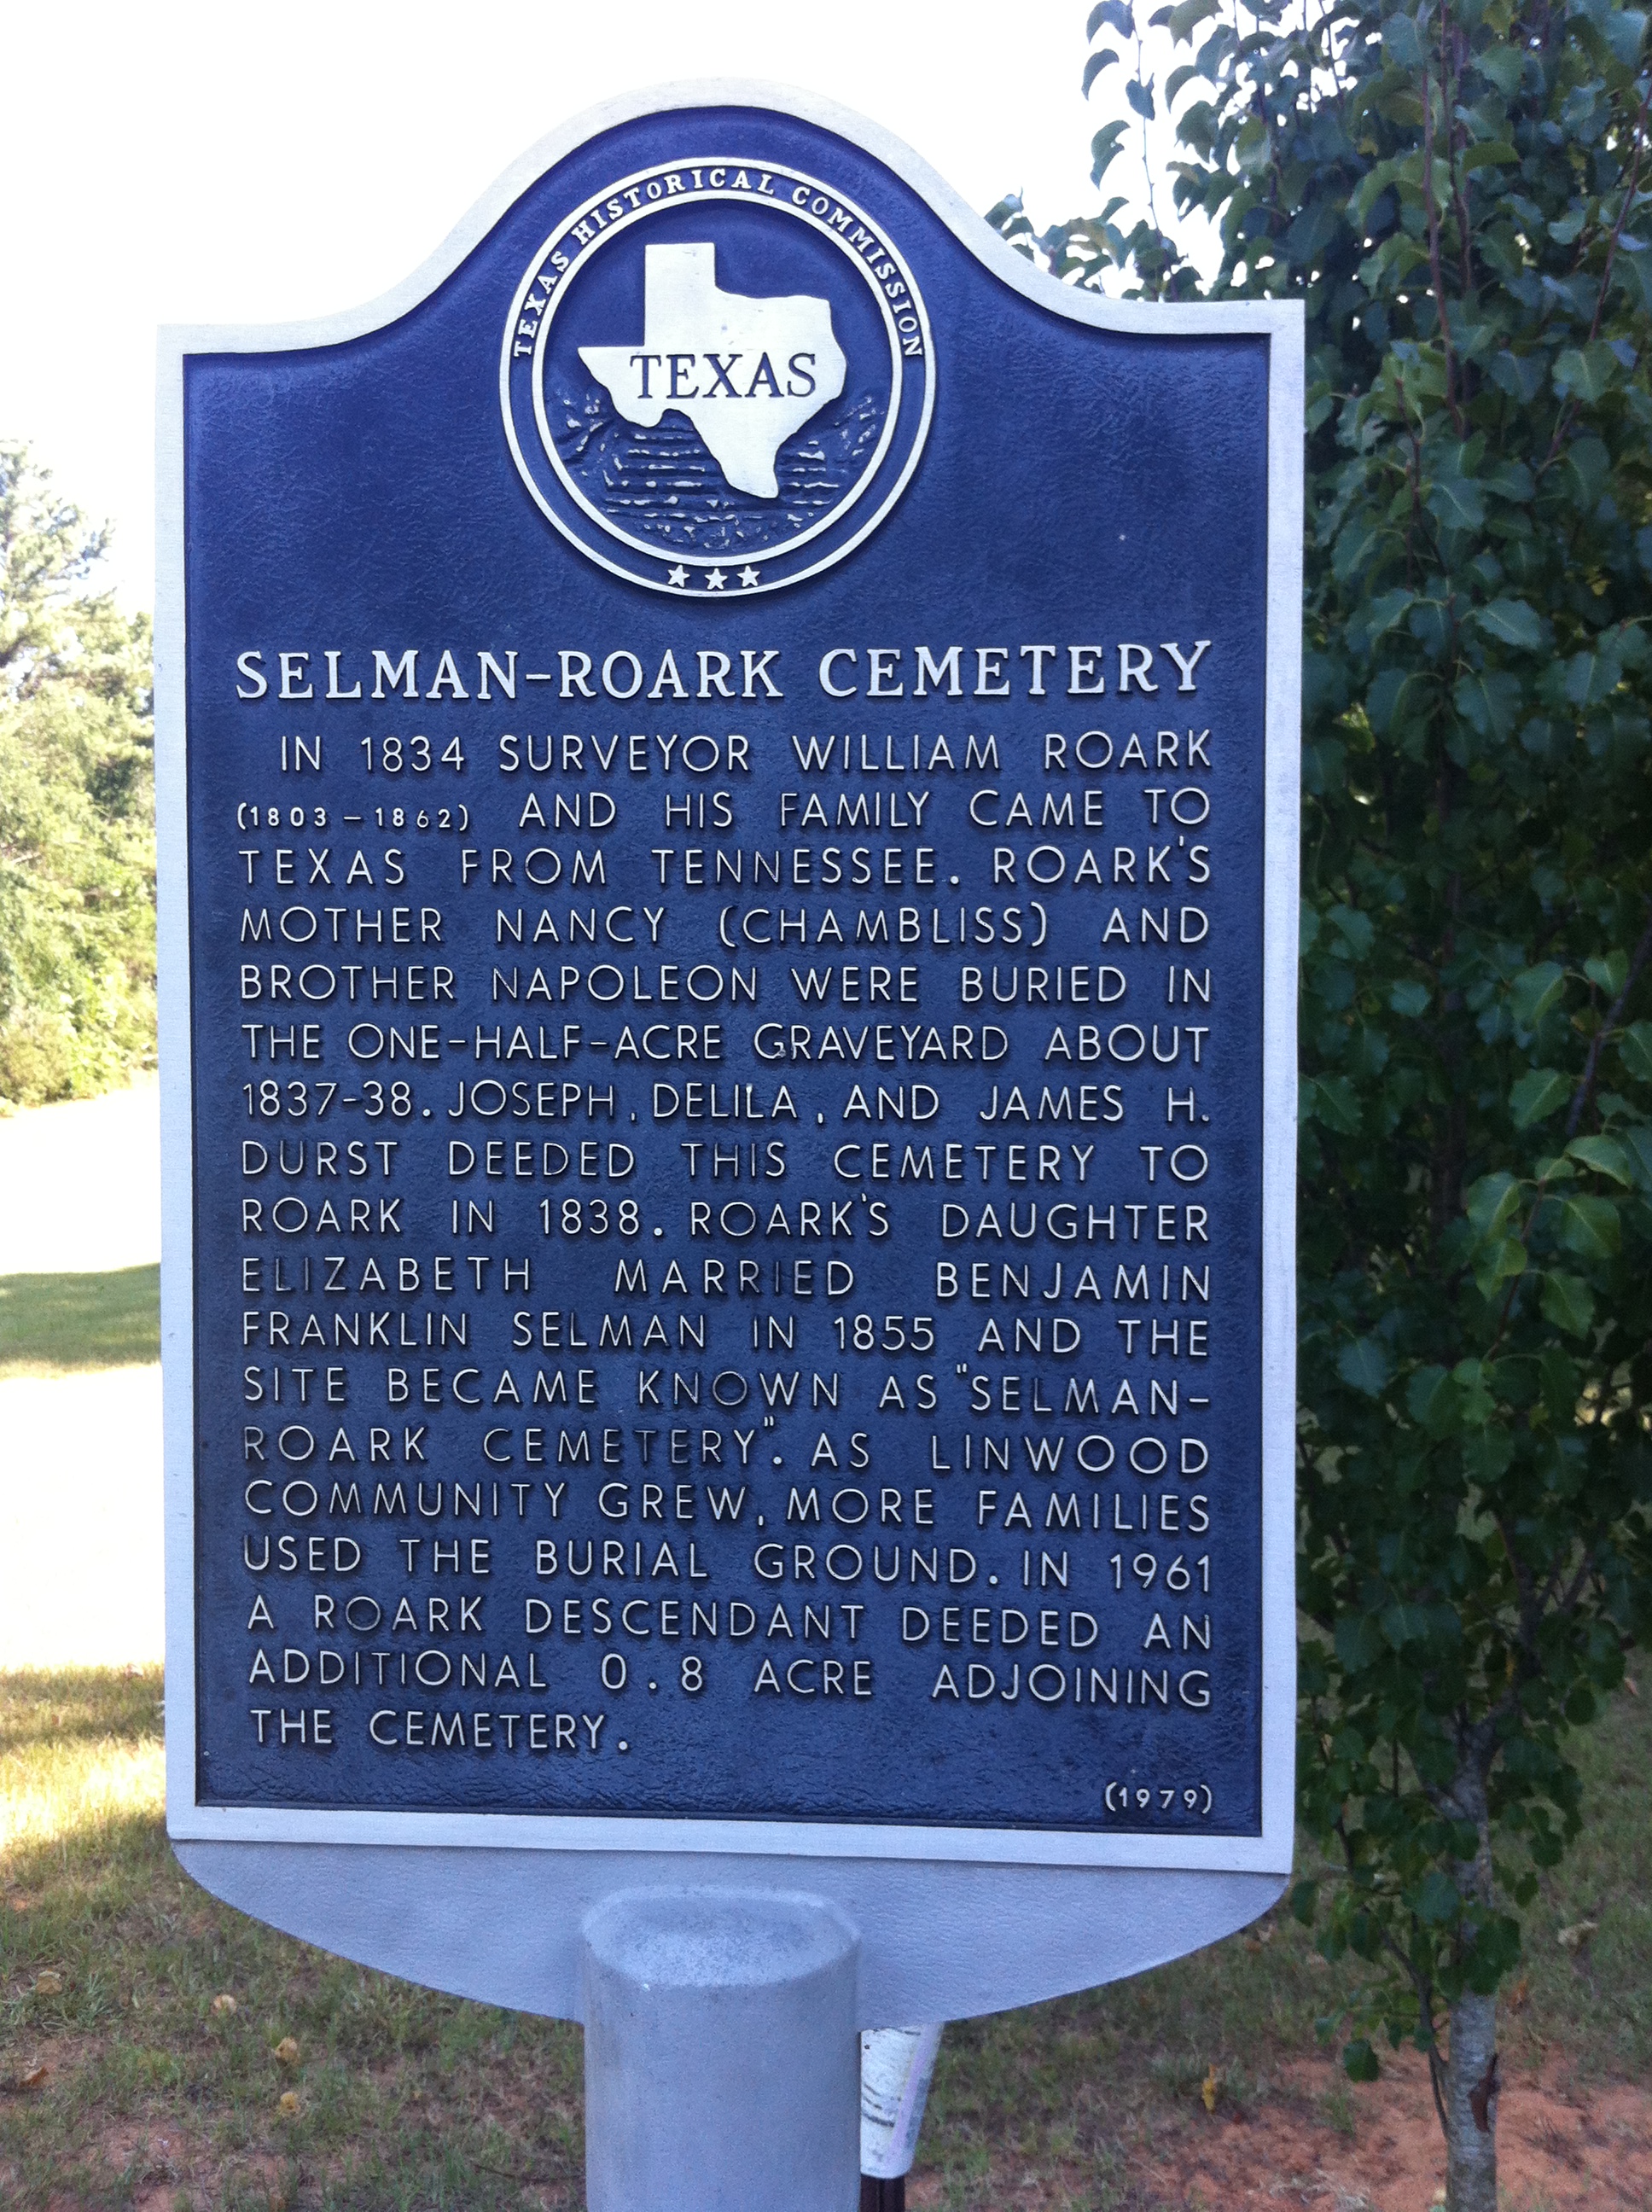 TEXAS HISTORICAL COMMISSION
TEXAS
SELMAN-ROARK CEMETERY
IN 1834 SURVEYOR WILLIAM ROARK
(1803-1862) AND HIS FAMILY CAME TO
TEXAS FROM TENNESSEE. ROARK'S
MOTHER NANCY (CHAMBLISS) AND
BROTHER NAPOLEON WERE BURIED IN
THE ONE-HALF-ACRE GRAVEYARD ABOUT
1837-38. JOSEPH, DELILA, AND JAMES H.
DURST DEEDED THIS CEMETERY TO
ROARK IN 1838. ROARK'S DAUGHTER
ELIZABETH MARRIED BENJAMIN
FRANKLIN SELMAN IN 1855 AND THE
SITE BECAME KNOWN AS "SELMAN-
ROARK CEMETERY". AS LINWOOD
COMMUNITY GREW, MORE FAMILIES
USED THE BURIAL GROUND. IN 1961
A ROARK DESCENDANT DEEDED AN
ADDITIONAL 0.8 ACRE ADJOINING
THE CEMETERY.
(1979)